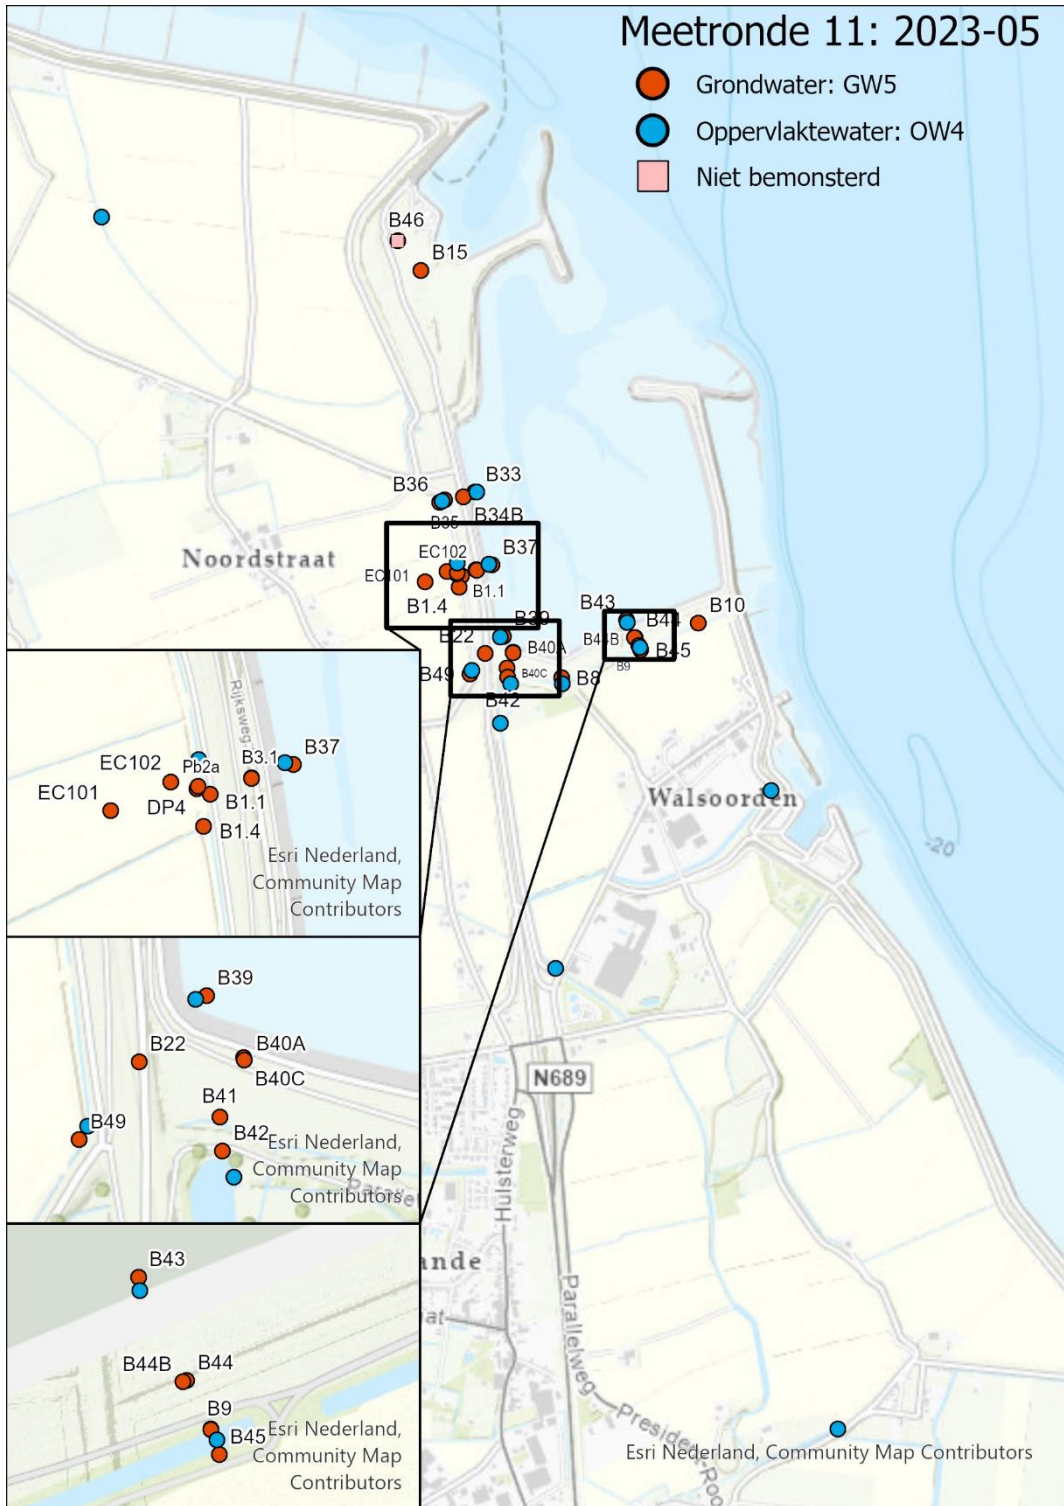 Meetronde 11: 2023-05
Grondwater: GW5
Oppervlaktewater: OW4
Niet bemonsterd
B46
B15
B36
B33
B35
B34B
Noordstraat
EC102
B37
EC101
B1.4
B1.1
B43
B44
B10
B39
B22
B40A
B44B
B45
B49
B40C
B8
B9
B42
Walsoorden
-20
Rijksweg
EC102
Pb2a
B3.1
B37
EC101
DP4
B1.1
B1.4
Esri Nederland,
Community Map
Contributors
B39
B22
B40A
B40C
B41
B49
B42
Esri Nederland,
Community Map
Contributors
Parallel
N689
Hulsterweg
ande
aat
Parallelweg
B43
B44B
B44
B9
B45
Esri Nederland,
Community Map
Contributors
Esri Nederland, Community Map Contributors